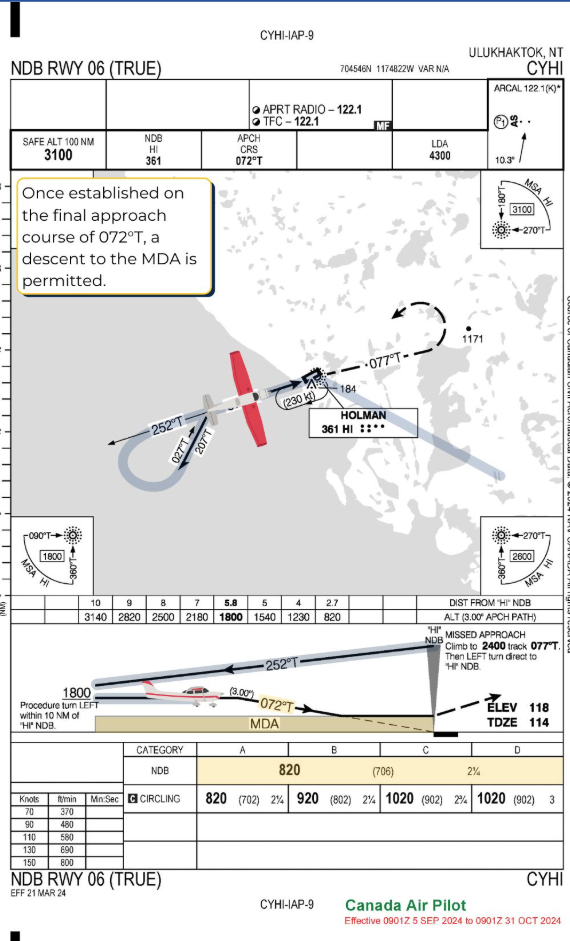 CYHI-IAP-9
ULUKHAKTOK, NT
NDB RWY 06 (TRUE)
704546N 1174822W VAR N/A
CYHI
APRT RADIO – 122.1
TFC – 122.1
MF
ARCAL 122.1(K)*
P1 AS
10.3°
SAFE ALT 100 NM
3100
NDB
HI
361
APCH
CRS
072°T
LDA
4300
Once established on
the final approach
course of 072°T, a
descent to the MDA is
permitted.
MSA HI
180°
3100
270°T
1171
077°T
184
(230 kt)
HOLMAN
361 HI
252°T
027°T
207°T
090°T
1800
360°T
MSA HI
270°T
2600
360°T
MSA HI
(NM)
10 9 8 7 5.8 5 4 2.7 DIST FROM "HI" NDB
3140 2820 2500 2180 1800 1540 1230 820 ALT (3.00° APCH PATH)
"HI"
NDB
MISSED APPROACH
Climb to 2400 track 077°T.
Then LEFT turn direct to
"HI" NDB.
252°T
1800
Procedure turn LEFT
within 10 NM of
"HI" NDB.
(3.00°)
072°T
MDA
ELEV 118
TDZE 114
CATEGORY A B C D
NDB 820 (706) 2¼
C CIRCLING 820 (702) 2¼ 920 (802) 2¼ 1020 (902) 2¼ 1020 (902) 3
Knots ft/min Min:Sec
70 370
90 480
110 580
130 690
150 800
NDB RWY 06 (TRUE)
CYHI
EFF 21 MAR 24
CYHI-IAP-9
Canada Air Pilot
Effective 0901Z 5 SEP 2024 to 0901Z 31 OCT 2024